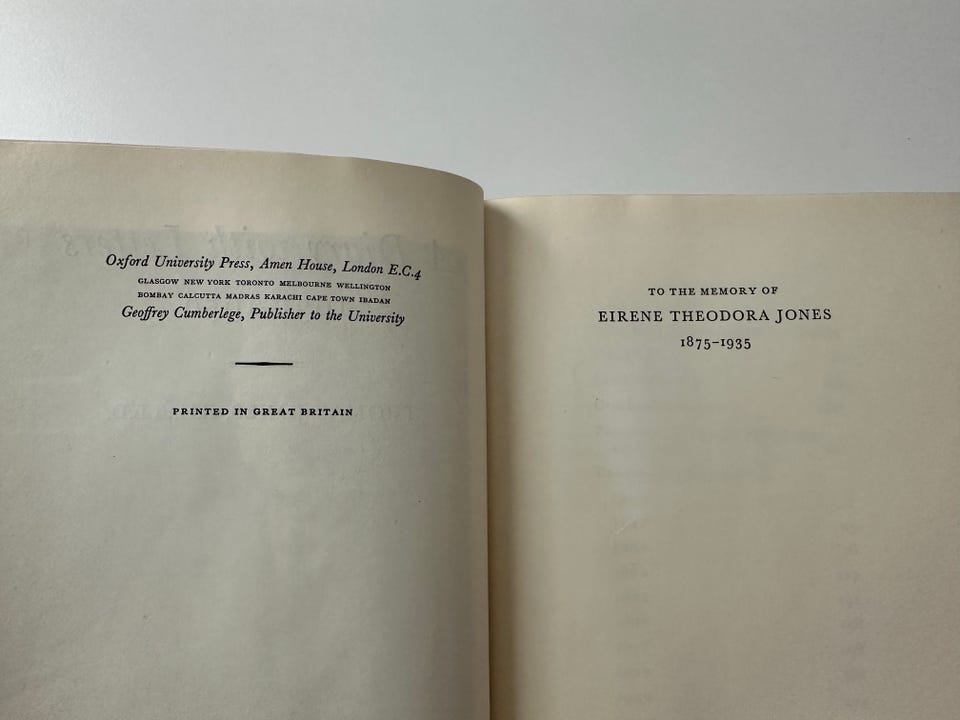 Oxford University Press, Amen House, London E.C.4
GLASGOW NEW YORK TORONTO MELBOURNE WELLINGTON
BOMBAY CALCUTTA MADRAS KARACHI CAPE TOWN IBADAN
Geoffrey Cumberlege, Publisher to the University
PRINTED IN GREAT BRITAIN
TO THE MEMORY OF
EIRENE THEODORA JONES
1875–1935